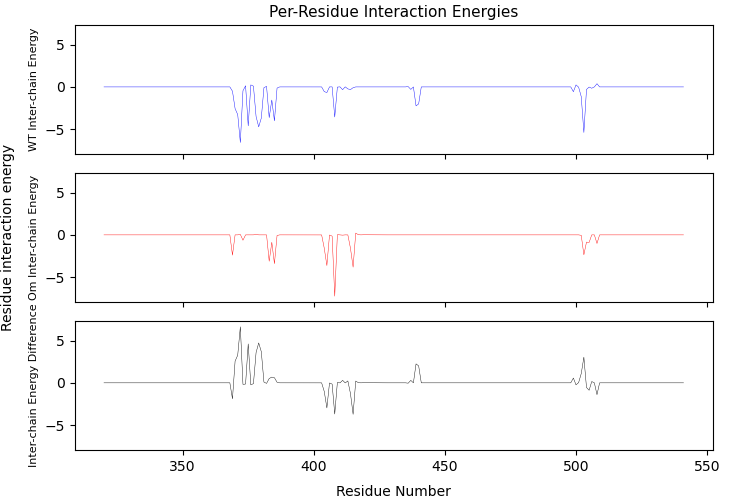 Per-Residue Interaction Energies
Residue interaction energy
WT Inter-chain Energy
5
0
−5
Om Inter-chain Energy
5
0
−5
Inter-chain Energy Difference
5
0
−5
350
400
450
500
550
Residue Number